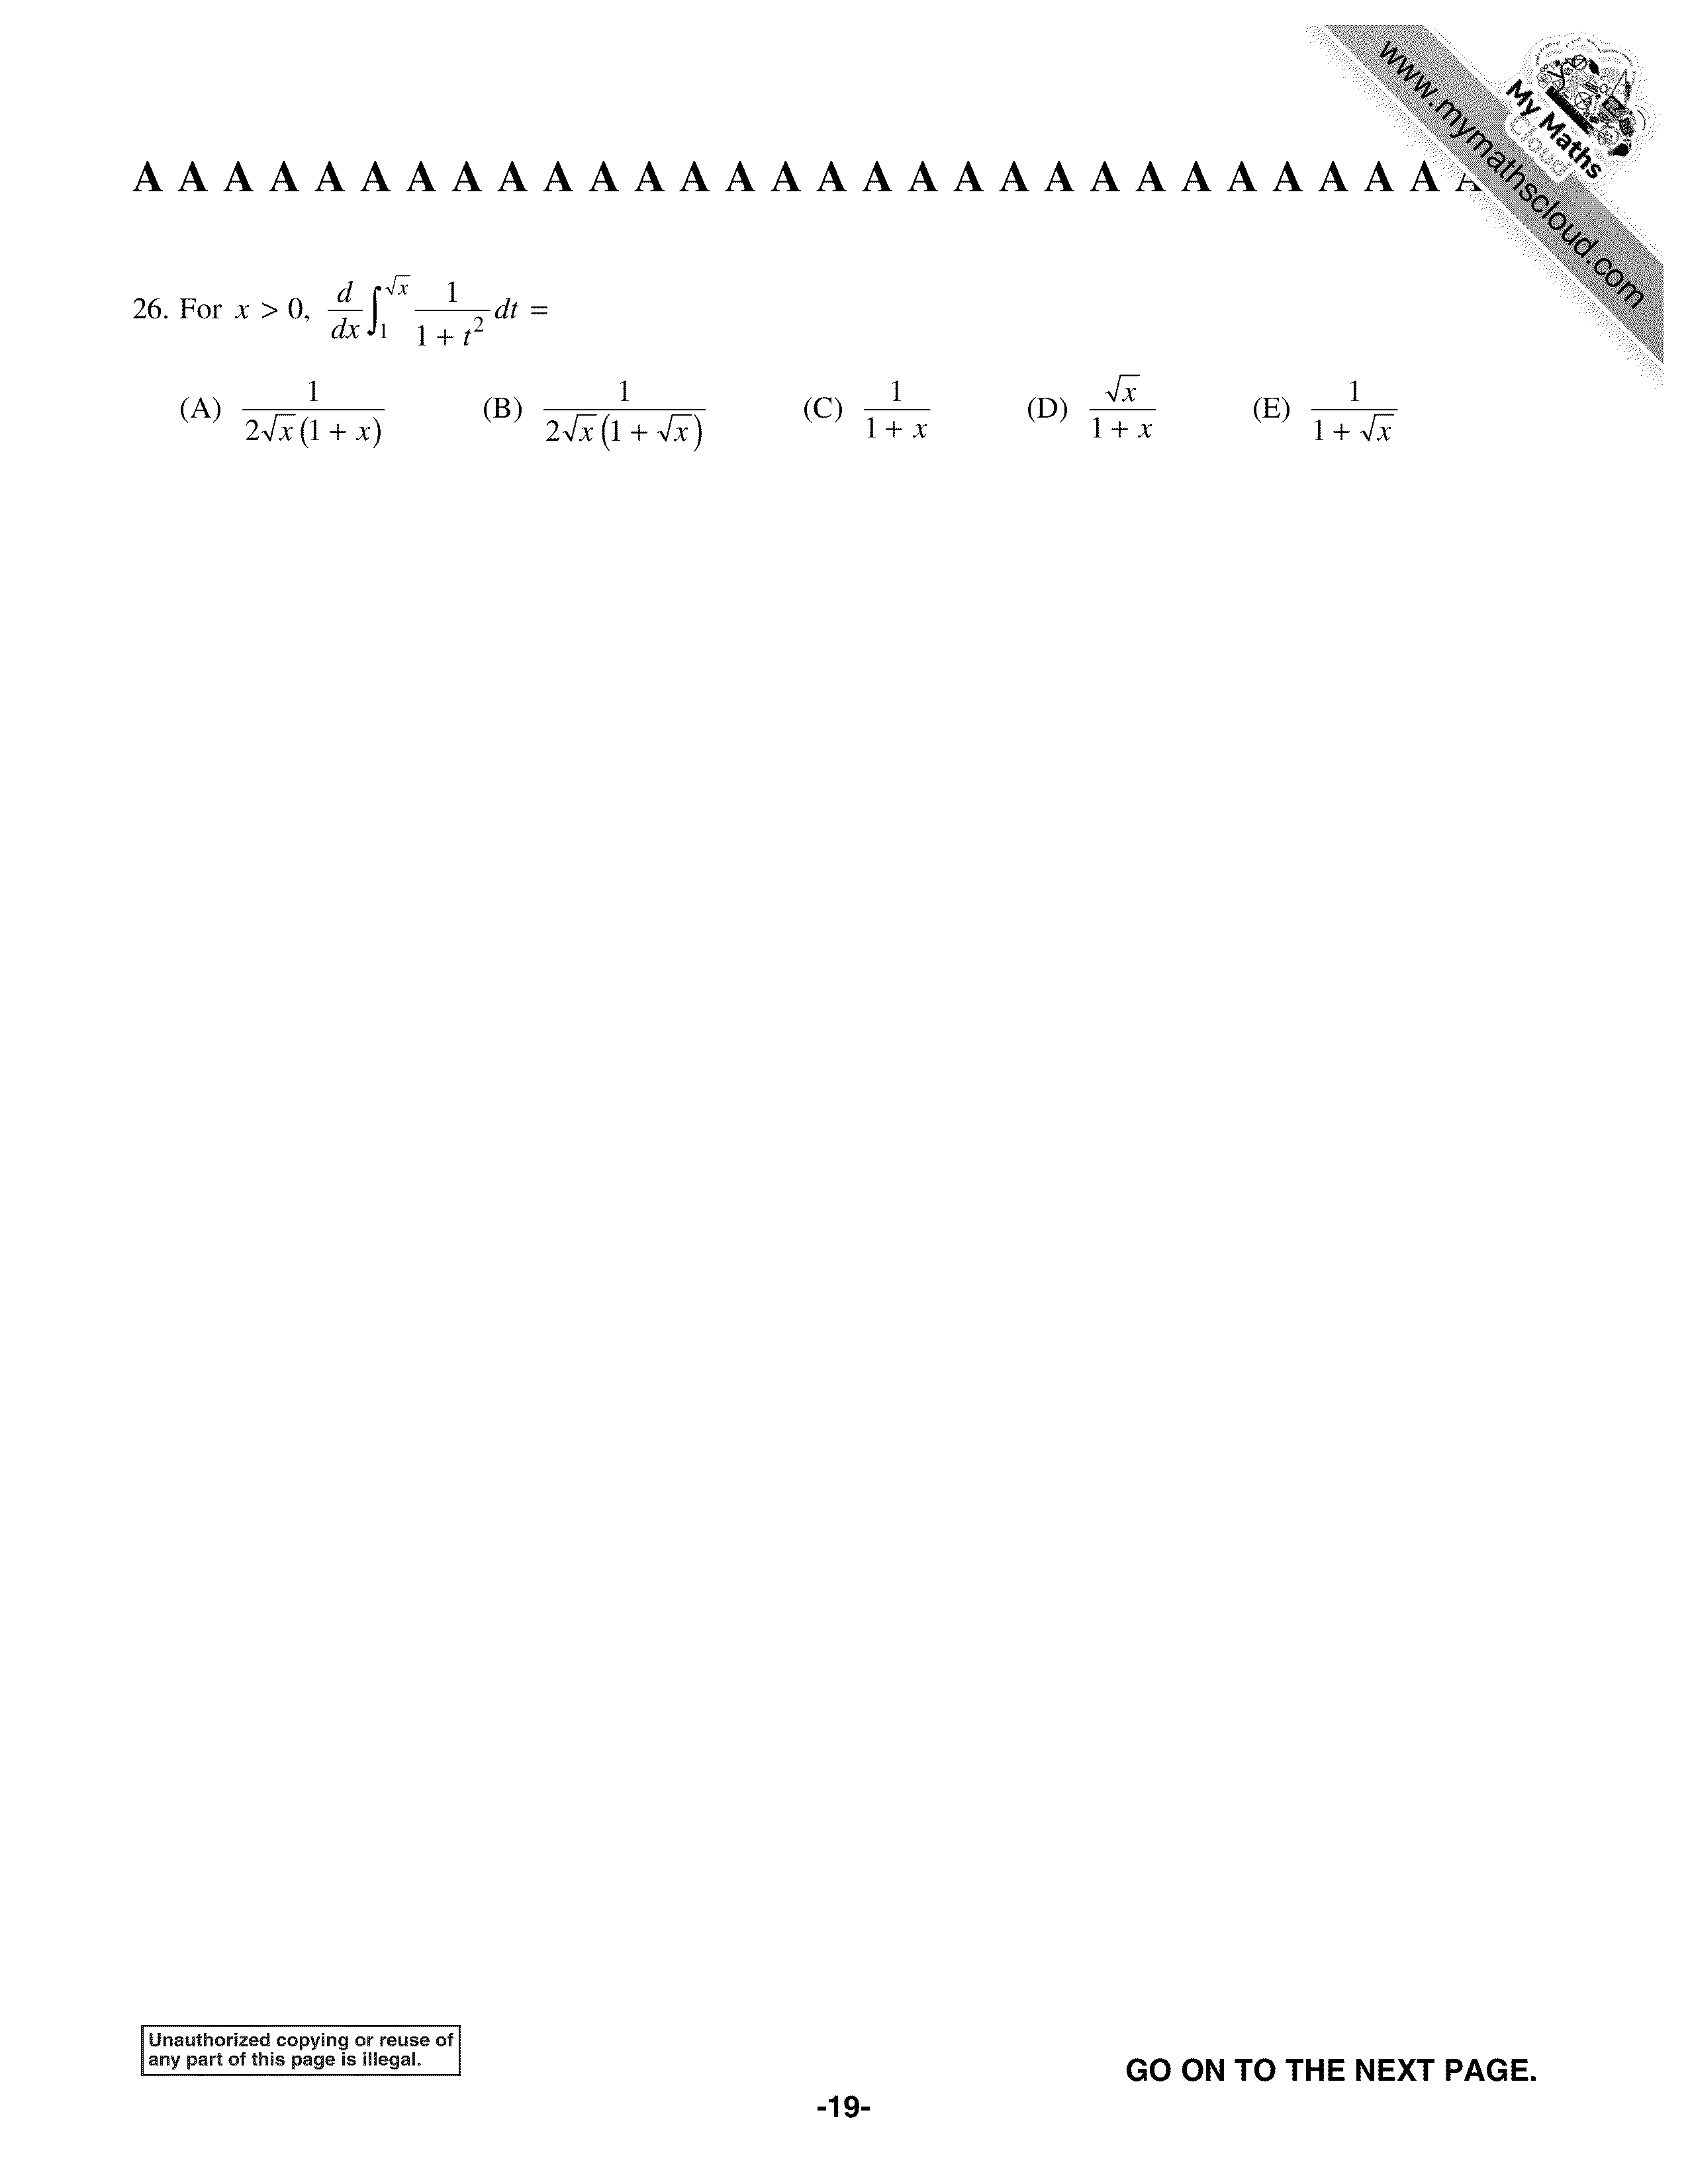 www.mymathscloud.com
My Maths
Cloud
A A A A A A A A A A A A A A A A A A A A A A A A A A A A A A
26. For x > 0, \frac{d}{dx}\int_{1}^{\sqrt{x}} \frac{1}{1 + t^2} dt =
(A) \frac{1}{2\sqrt{x}(1 + x)} (B) \frac{1}{2\sqrt{x}(1 + \sqrt{x})} (C) \frac{1}{1 + x} (D) \frac{\sqrt{x}}{1 + x} (E) \frac{1}{1 + \sqrt{x}}
Unauthorized copying or reuse of
any part of this page is illegal.
GO ON TO THE NEXT PAGE.
-19-